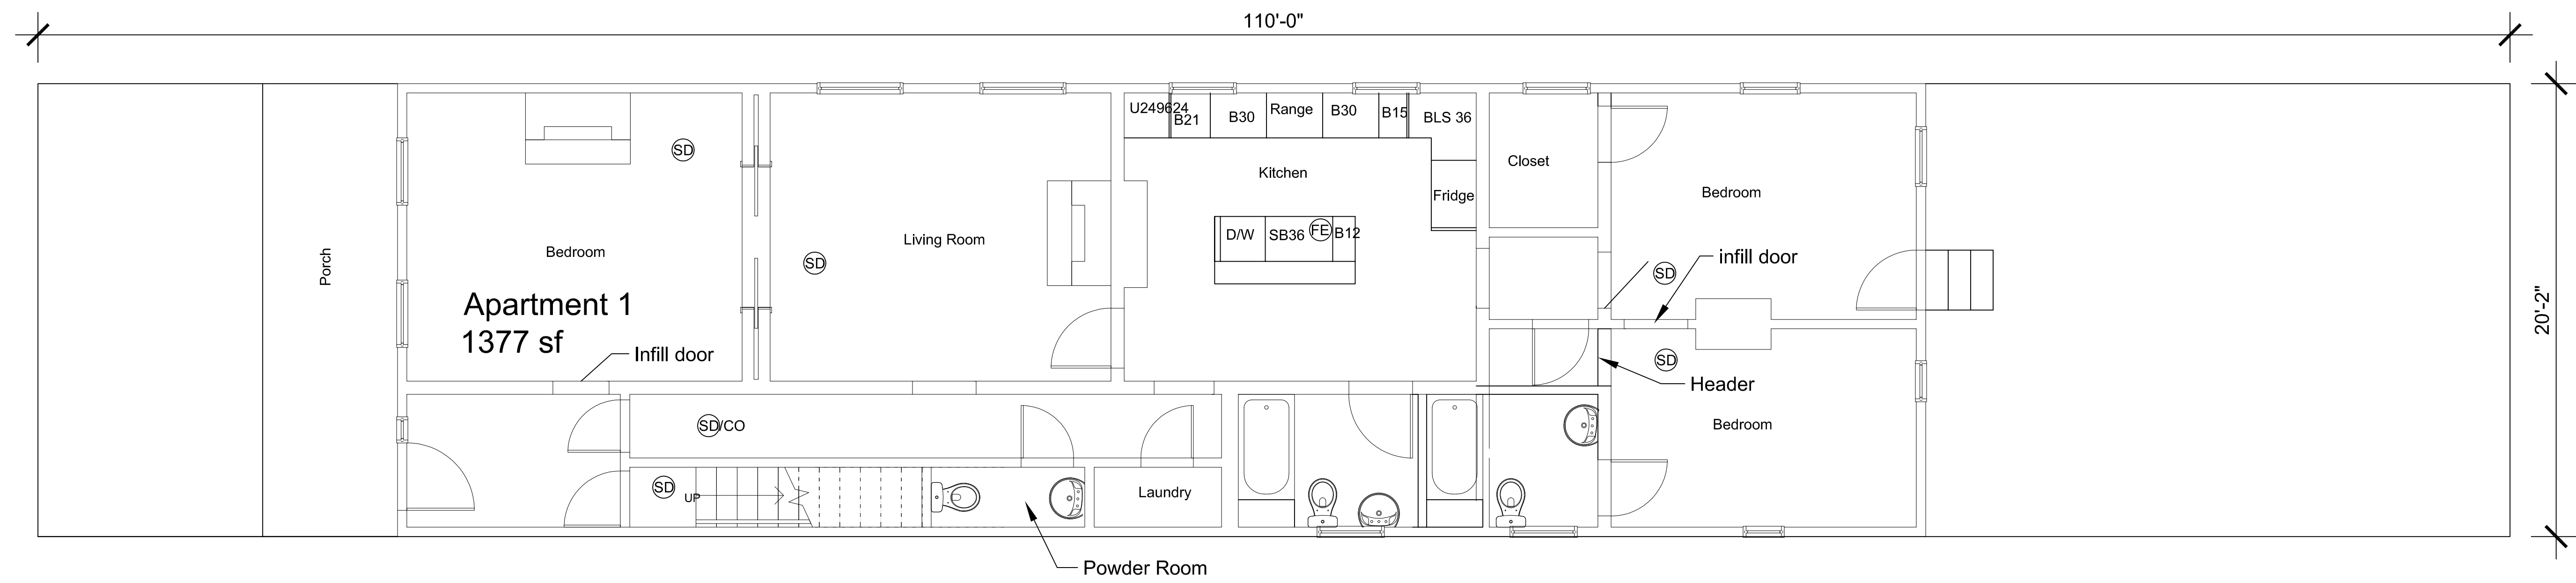 110'-0"
20'-2"
U249624
B21
B30
Range
B30
B15
BLS 36
Kitchen
Fridge
D/W
SB36
FE
B12
Closet
Bedroom
infill door
SD
SD
Header
Bedroom
Porch
SD
Bedroom
Apartment 1
1377 sf
Infill door
SD
Living Room
SD/CO
SD
UP
Laundry
Powder Room